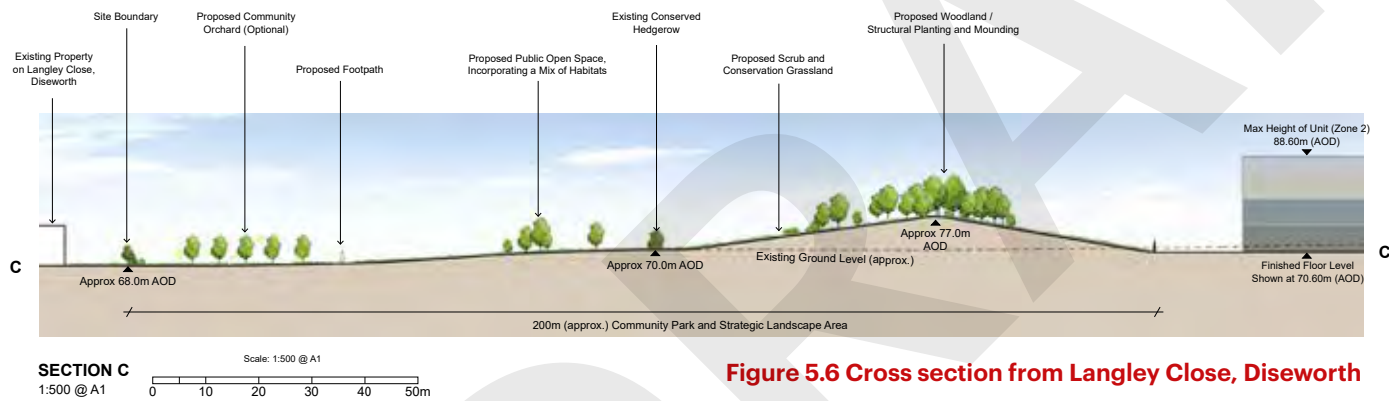 Site Boundary
Proposed Community
Orchard (Optional)
Existing Conserved
Hedgerow
Proposed Woodland /
Structural Planting and Mounding
Existing Property
on Langley Close,
Diseworth
Proposed Footpath
Proposed Public Open Space,
Incorporating a Mix of Habitats
Proposed Scrub and
Conservation Grassland
Max Height of Unit (Zone 2)
88.60m (AOD)
C
Approx 68.0m AOD
Approx 70.0m AOD
Existing Ground Level (approx.)
Approx 77.0m
AOD
Finished Floor Level
Shown at 70.60m (AOD)
C
200m (approx.) Community Park and Strategic Landscape Area
SECTION C
1:500 @ A1
Scale: 1:500 @ A1
0 10 20 30 40 50m
Figure 5.6 Cross section from Langley Close, Diseworth